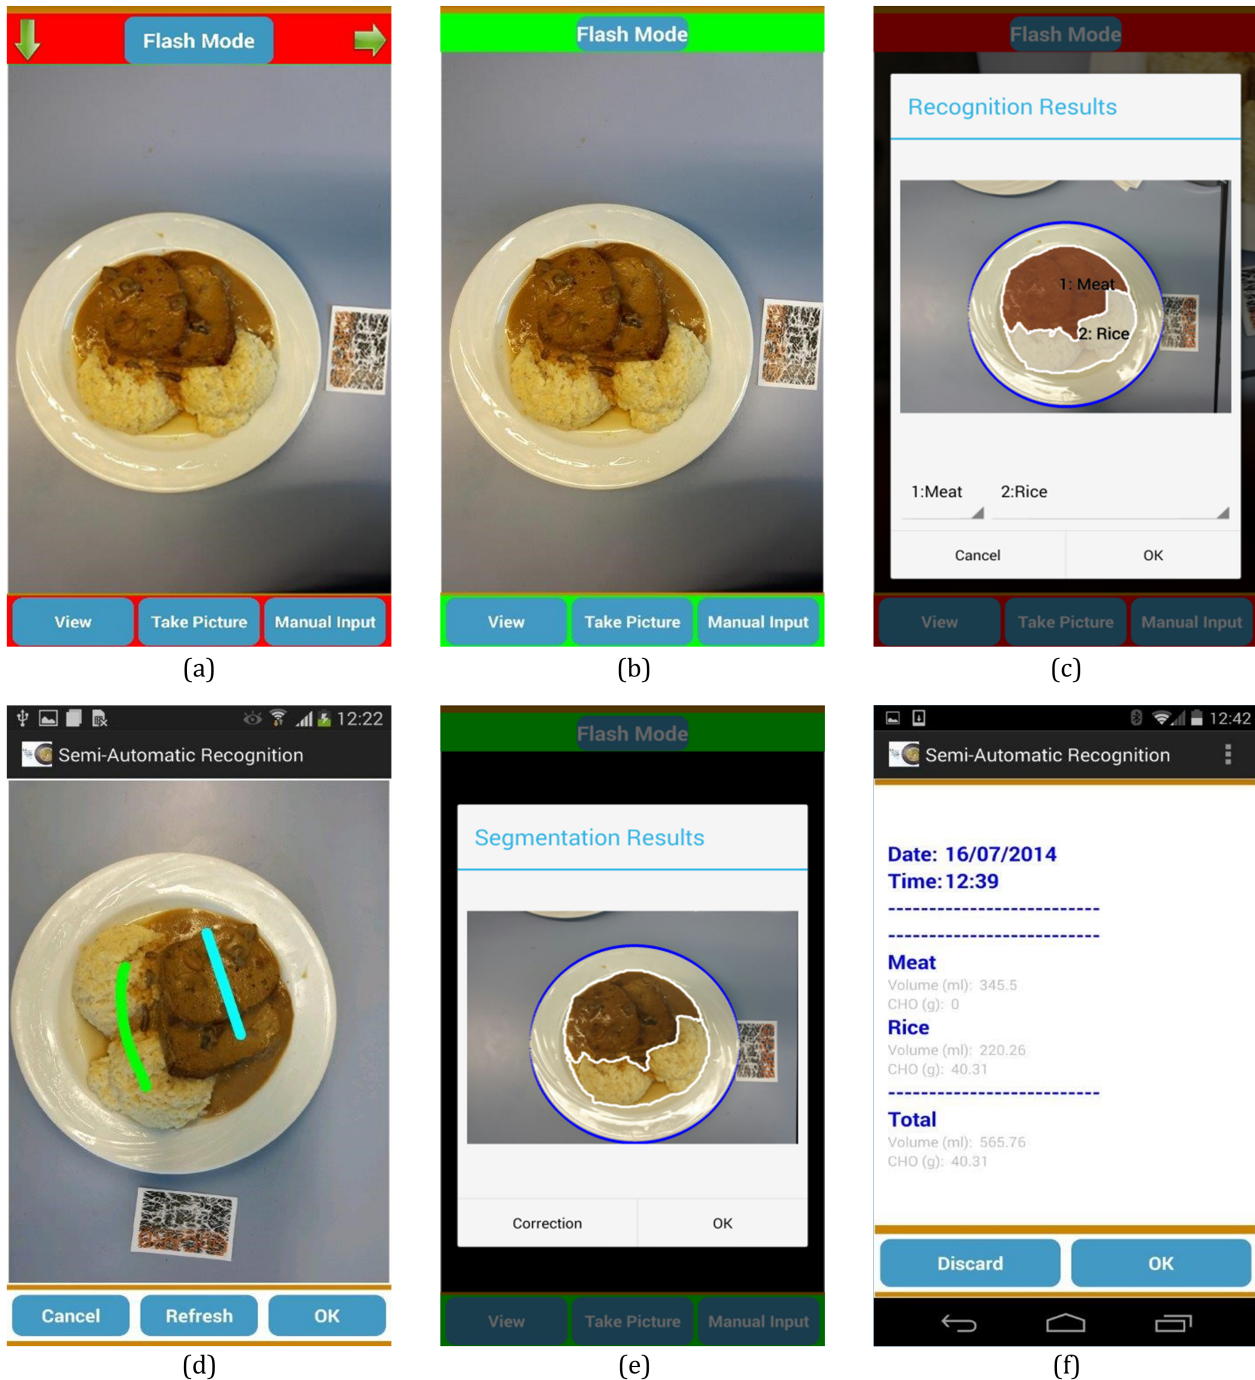 Flash Mode
View
Take Picture
Manual Input
(a)
Flash Mode
View
Take Picture
Manual Input
(b)
Flash Mode
Recognition Results
1: Meat
2: Rice
1:Meat
2:Rice
Cancel
OK
View
Take Picture
Manual Input
(c)
12:22
Semi-Automatic Recognition
Cancel
Refresh
OK
(d)
Flash Mode
Segmentation Results
Correction
OK
View
Take Picture
Manual Input
(e)
12:42
Semi-Automatic Recognition
Date: 16/07/2014
Time: 12:39
--------------------------
--------------------------
Meat
Volume (ml): 345.5
CHO (g): 0
Rice
Volume (ml): 220.26
CHO (g): 40.31
--------------------------
Total
Volume (ml): 565.76
CHO (g): 40.31
Discard
OK
(f)